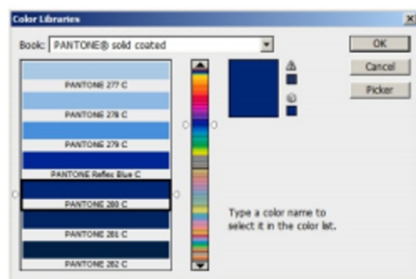 Color Libraries
Book: PANTONE® solid coated
OK
Cancel
Picker
PANTONE 277 C
PANTONE 278 C
PANTONE 279 C
PANTONE Reflex Blue C
PANTONE 280 C
PANTONE 281 C
PANTONE 282 C
Type a color name to
select it in the color list.